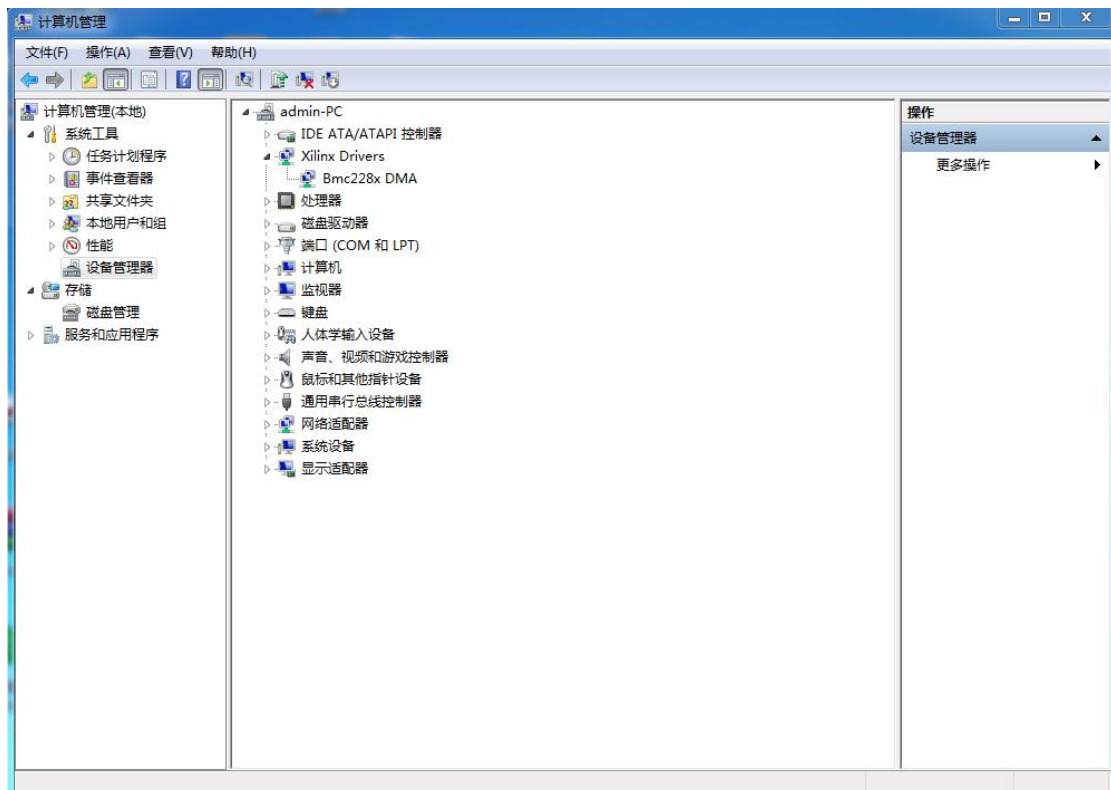 计算机管理
文件(F) 操作(A) 查看(V) 帮助(H)
计算机管理(本地)
系统工具
任务计划程序
事件查看器
共享文件夹
本地用户和组
性能
设备管理器
存储
磁盘管理
服务和应用程序
admin-PC
IDE ATA/ATAPI 控制器
Xilinx Drivers
Bmc228x DMA
处理器
磁盘驱动器
端口 (COM 和 LPT)
计算机
监视器
键盘
人体学输入设备
声音、视频和游戏控制器
鼠标和其他指针设备
通用串行总线控制器
网络适配器
系统设备
显示适配器
操作
设备管理器
更多操作